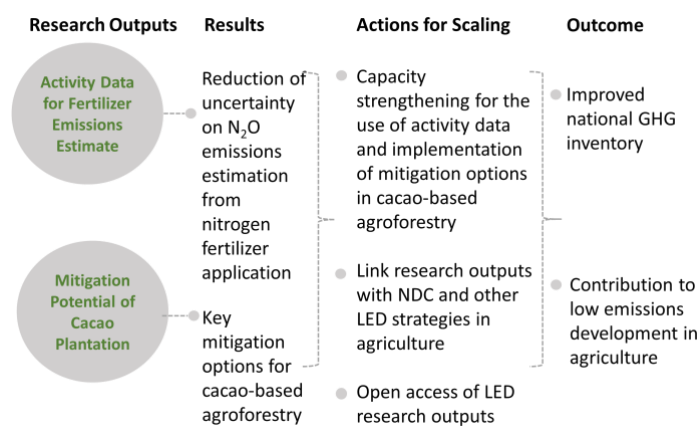 Research Outputs
Results
Actions for Scaling
Outcome
Activity Data
for Fertilizer
Emissions
Estimate
Mitigation
Potential of
Cacao
Plantation
Reduction of
uncertainty
on N₂O
emissions
estimation
from
nitrogen
fertilizer
application
Key
mitigation
options for
cacao-based
agroforestry
Capacity
strengthening for the
use of activity data
and implementation
of mitigation options
in cacao-based
agroforestry
Link research outputs
with NDC and other
LED strategies in
agriculture
Open access of LED
research outputs
Improved
national GHG
inventory
Contribution to
low emissions
development in
agriculture